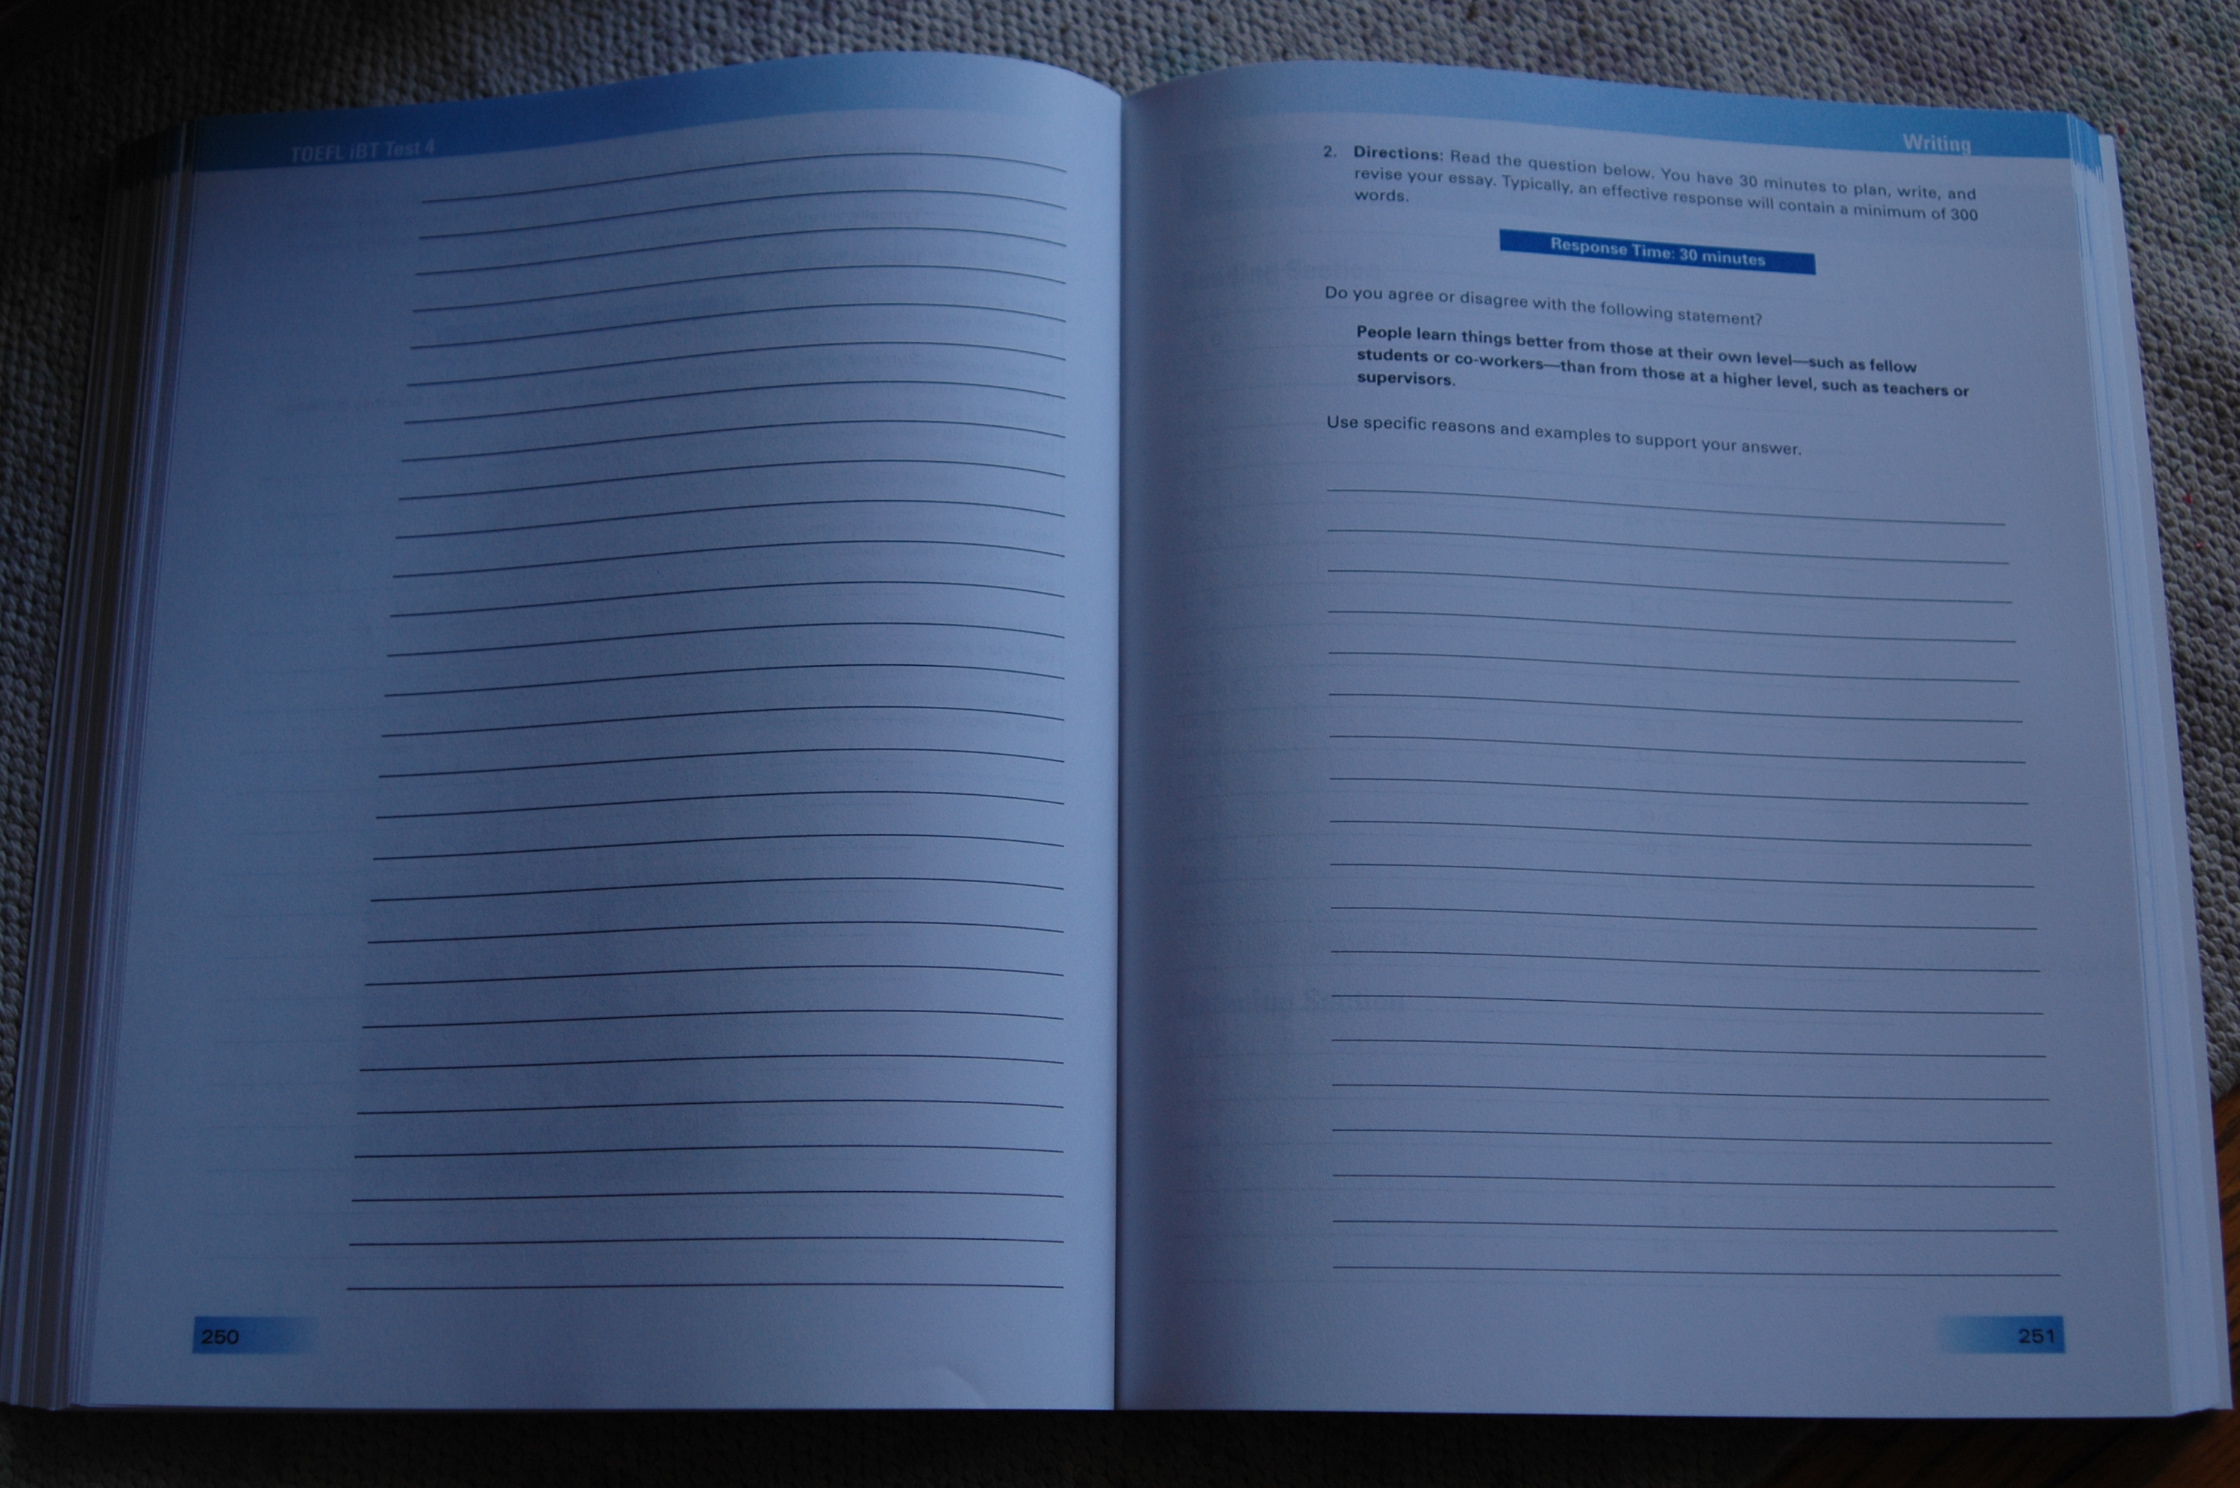 TOEFL iBT Test 4
250
Writing
2. Directions: Read the question below. You have 30 minutes to plan, write, and
revise your essay. Typically, an effective response will contain a minimum of 300
words.
Response Time: 30 minutes
Do you agree or disagree with the following statement?
People learn things better from those at their own level—such as fellow
students or co-workers—than from those at a higher level, such as teachers or
supervisors.
Use specific reasons and examples to support your answer.
251